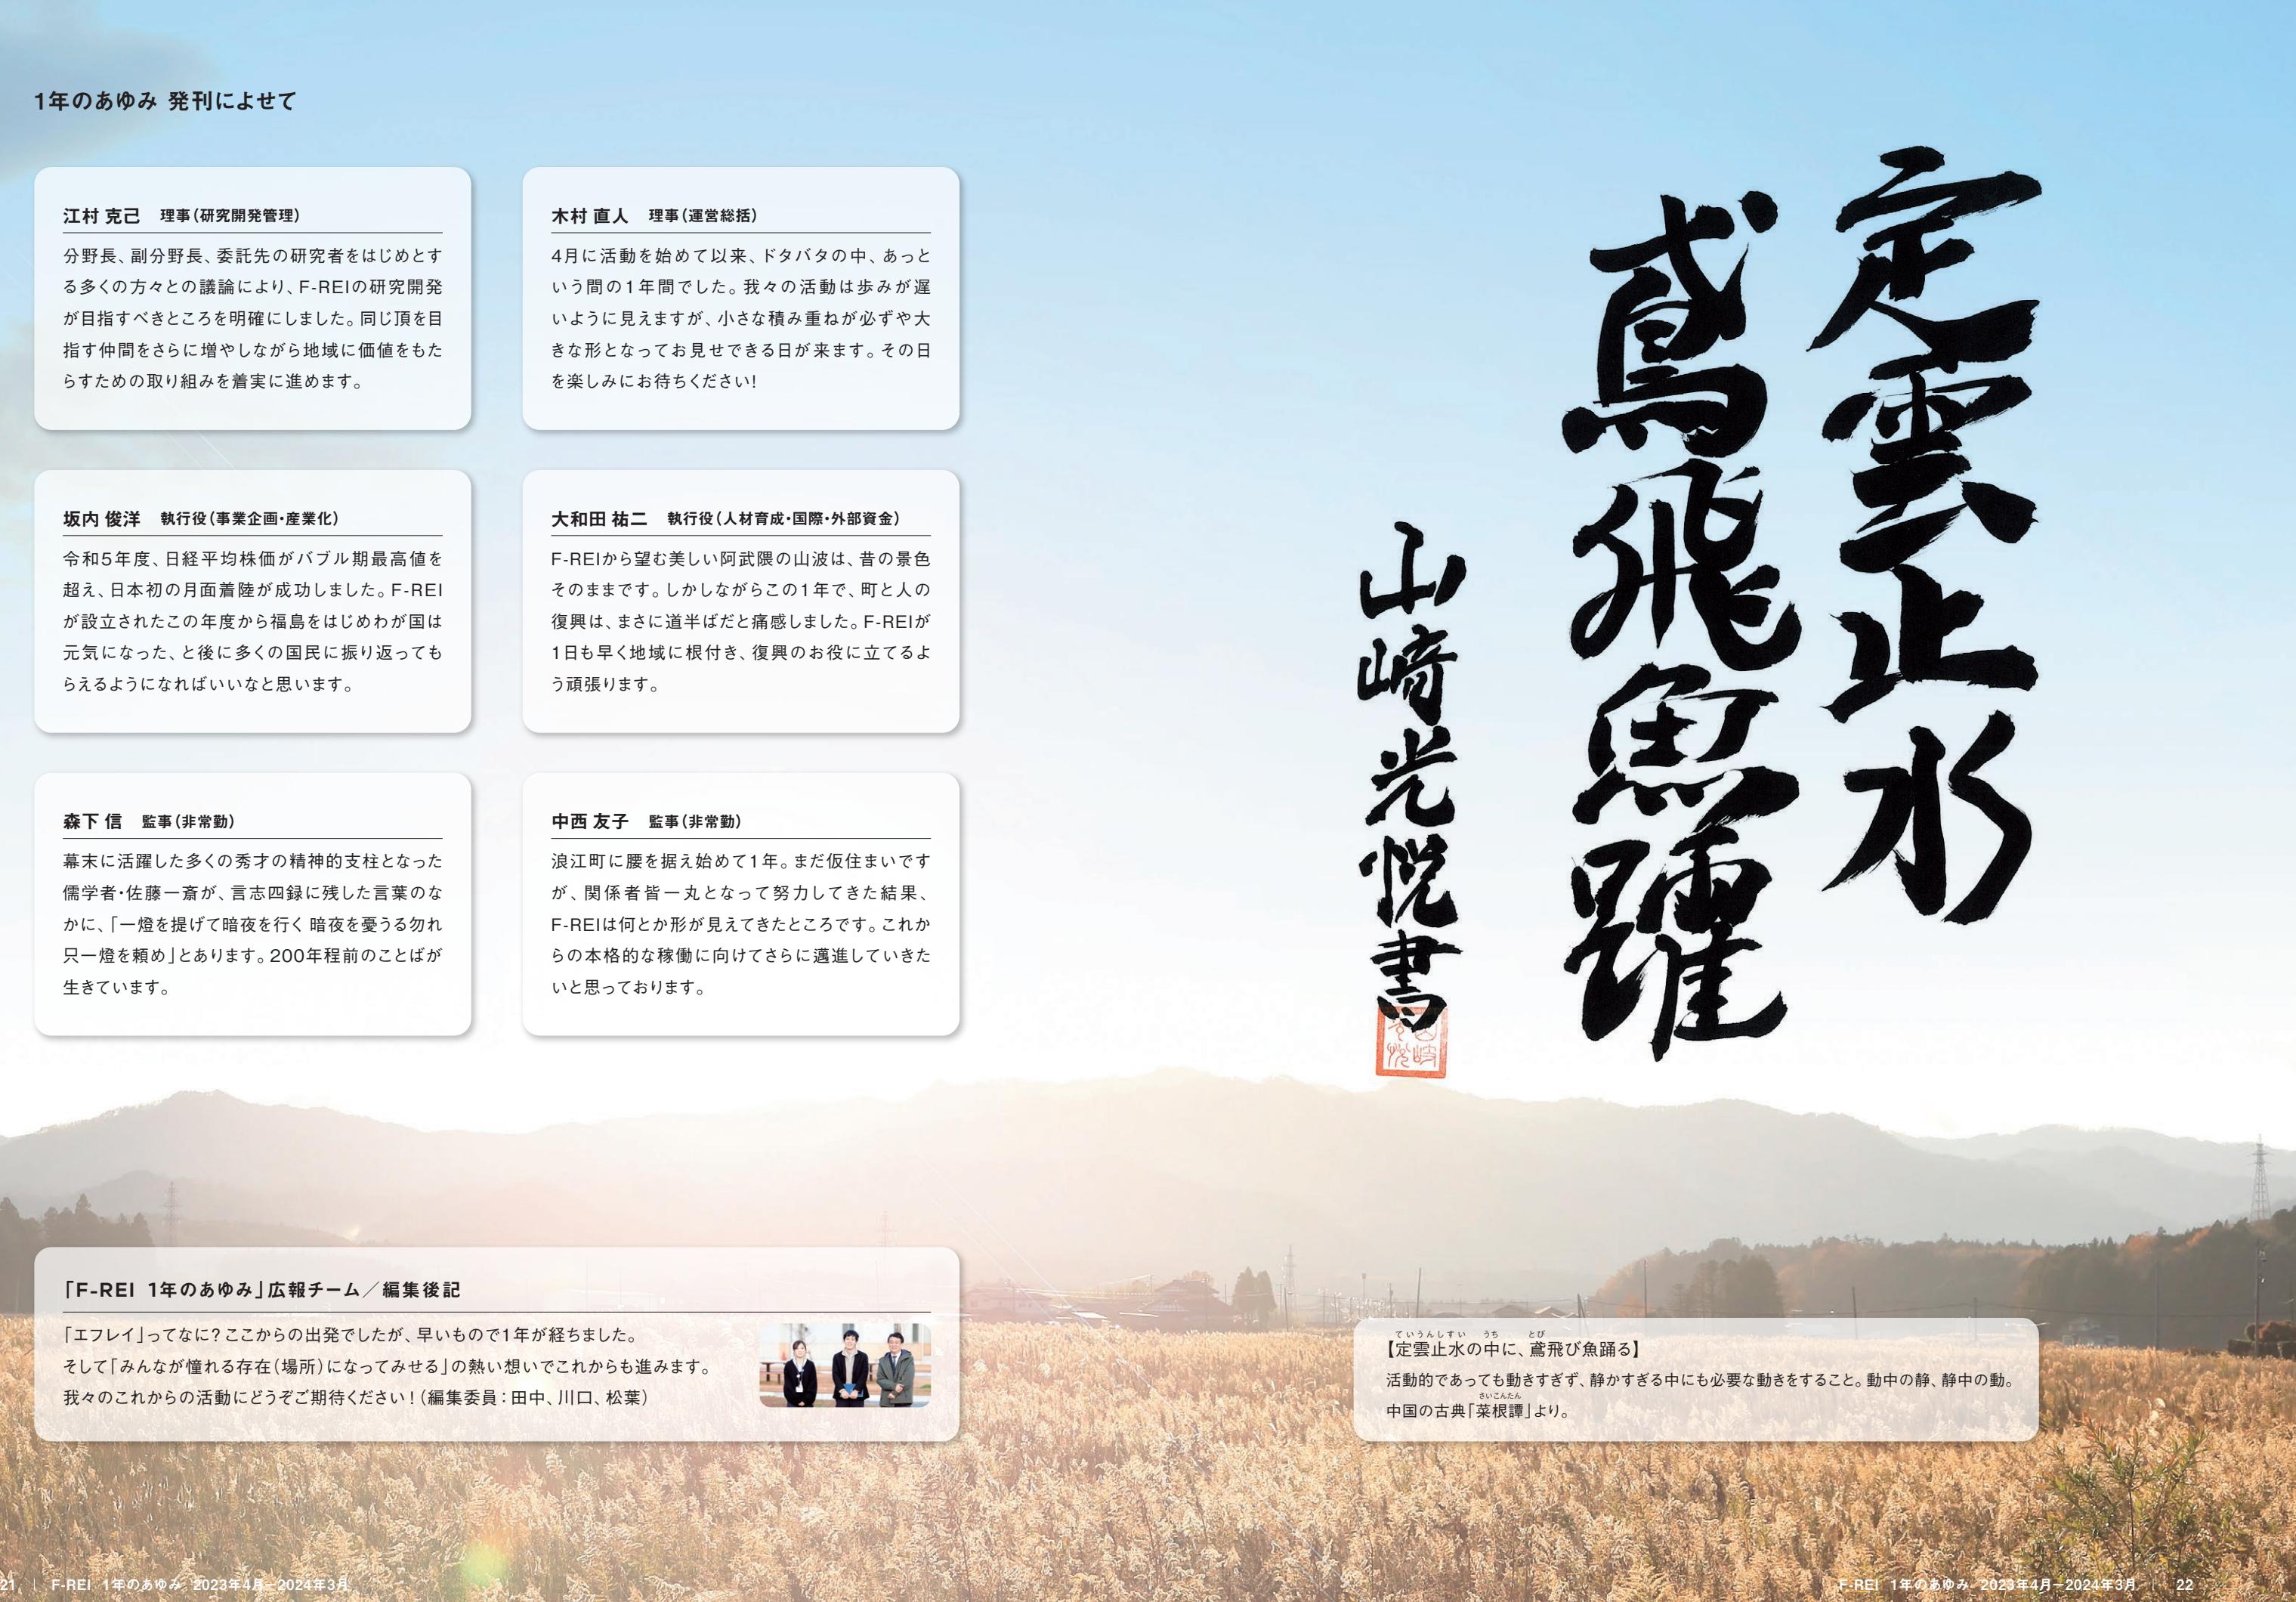 1年のあゆみ 発刊によせて
江村 克己 理事（研究開発管理）
分野長、副分野長、委託先の研究者をはじめとす
る多くの方々との議論により、F-REIの研究開発
が目指すべきところを明確にしました。同じ頂を目
指す仲間をさらに増やしながら地域に価値をもた
らすための取り組みを着実に進めます。
木村 直人 理事（運営総括）
4月に活動を始めて以来、ドタバタの中、あっと
いう間の1年間でした。我々の活動は歩みが遅
いように見えますが、小さな積み重ねが必ずや大
きな形となってお見せできる日が来ます。その日
を楽しみにお待ちください！
坂内 俊洋 執行役（事業企画・産業化）
令和5年度、日経平均株価がバブル期最高値を
超え、日本初の月面着陸が成功しました。F-REI
が設立されたこの年度から福島をはじめわが国は
元気になった、と後に多くの国民に振り返っても
らえるようになればいいなと思います。
大和田 祐二 執行役（人材育成・国際・外部資金）
F-REIから望む美しい阿武隈の山波は、昔の景色
そのままです。しかしながらこの1年で、町と人の
復興は、まさに道半ばだと痛感しました。F-REIが
1日も早く地域に根付き、復興のお役に立てるよ
う頑張ります。
森下 信 監事（非常勤）
幕末に活躍した多くの秀才の精神的支柱となった
儒学者・佐藤一斎が、言志四録に残した言葉のな
かに、「一燈を提げて暗夜を行く 暗夜を憂うる勿れ
只一燈を頼め」とあります。200年程前のことばが
生きています。
中西 友子 監事（非常勤）
浪江町に腰を据え始めて1年。まだ仮住まいです
が、関係者皆一丸となって努力してきた結果、
F-REIは何とか形が見えてきたところです。これか
らの本格的な稼働に向けてさらに邁進していきた
いと思っております。
「F-REI 1年のあゆみ」広報チーム／編集後記
「エフレイ」ってなに？ここからの出発でしたが、早いもので1年が経ちました。
そして「みんなが憧れる存在（場所）になってみせる」の熱い想いでこれからも進みます。
我々のこれからの活動にどうぞご期待ください！（編集委員：田中、川口、松葉）
21 | F-REI 1年のあゆみ 2023年4月－2024年3月
定雲止水
鳶飛魚躍
山﨑光悦書
ていうんしすい うち とび
【定雲止水の中に、鳶飛び魚踊る】
活動的であっても動きすぎず、静かすぎる中にも必要な動きをすること。動中の静、静中の動。
さいこんたん
中国の古典「菜根譚」より。
F-REI 1年のあゆみ 2023年4月－2024年3月 | 22